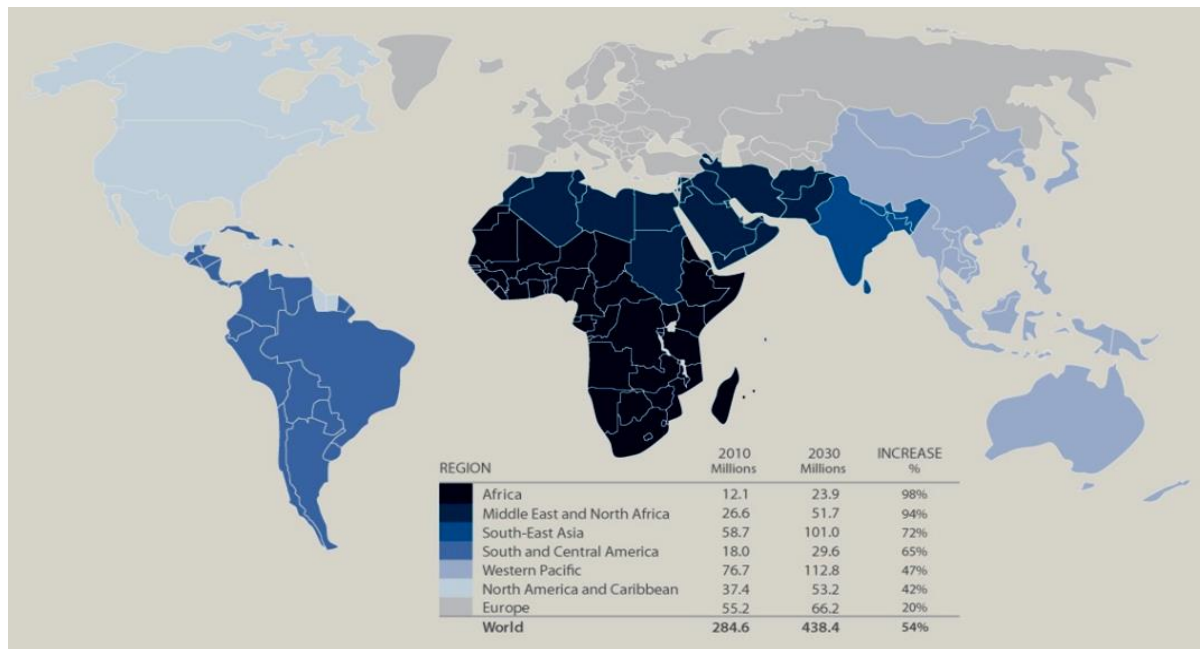 2010 2030 INCREASE
REGION Millions Millions %
Africa 12.1 23.9 98%
Middle East and North Africa 26.6 51.7 94%
South-East Asia 58.7 101.0 72%
South and Central America 18.0 29.6 65%
Western Pacific 76.7 112.8 47%
North America and Caribbean 37.4 53.2 42%
Europe 55.2 66.2 20%
World 284.6 438.4 54%